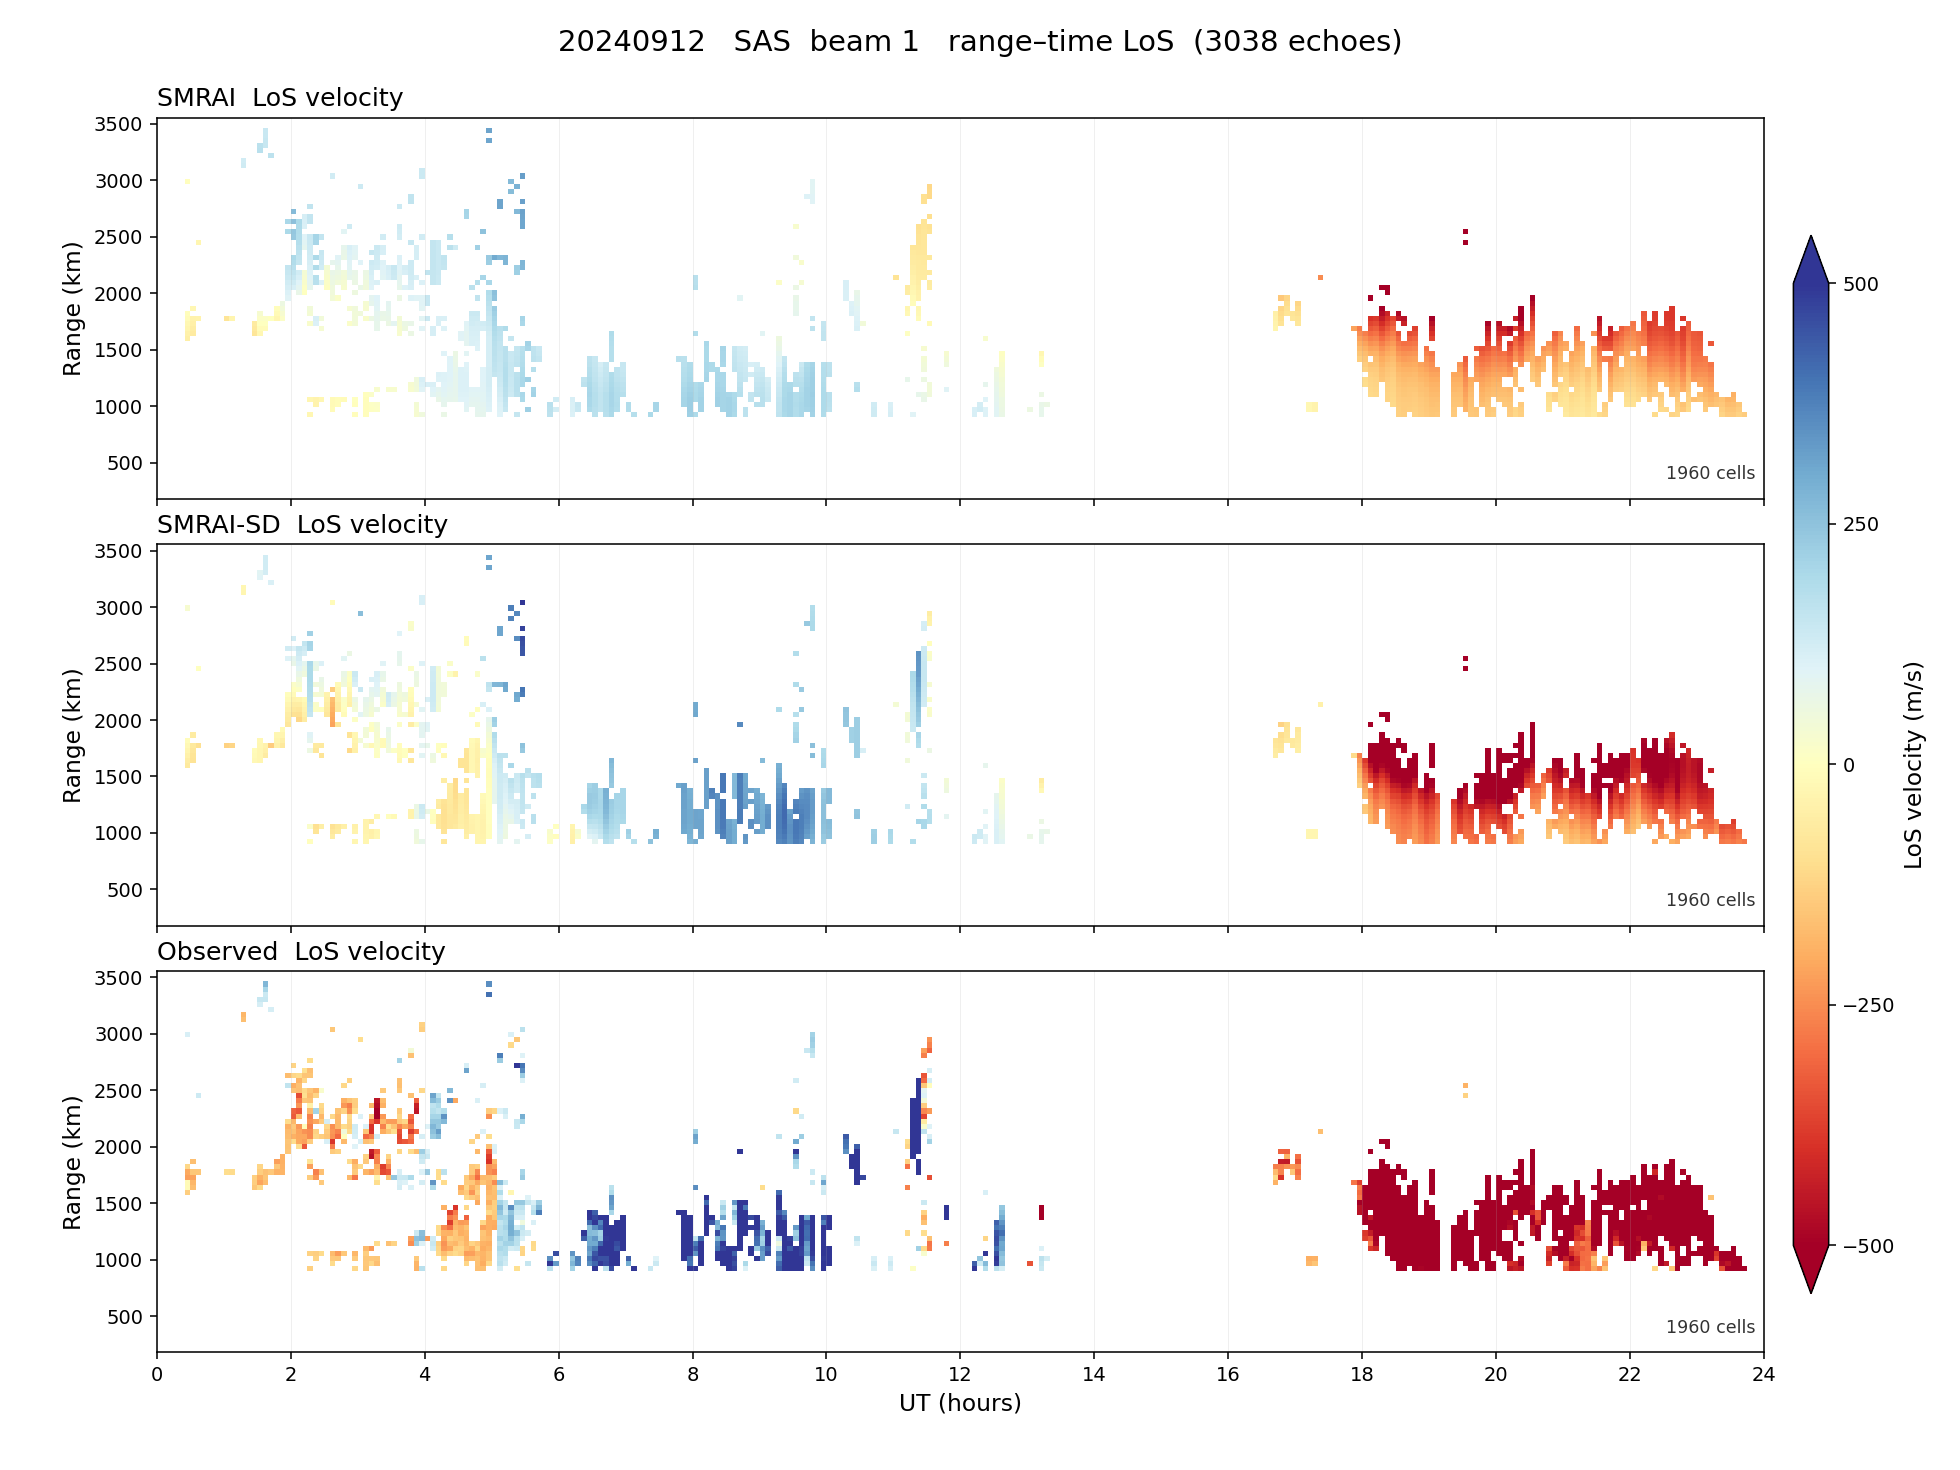 20240912   SAS  beam 1   range–time LoS  (3038 echoes)
SMRAI  LoS velocity
3500
3000
2500
2000
1500
1000
500
Range (km)
1960 cells
SMRAI-SD  LoS velocity
3500
3000
2500
2000
1500
1000
500
Range (km)
1960 cells
Observed  LoS velocity
3500
3000
2500
2000
1500
1000
500
Range (km)
1960 cells
0 2 4 6 8 10 12 14 16 18 20 22 24
UT (hours)
500
250
0
−250
−500
LoS velocity (m/s)